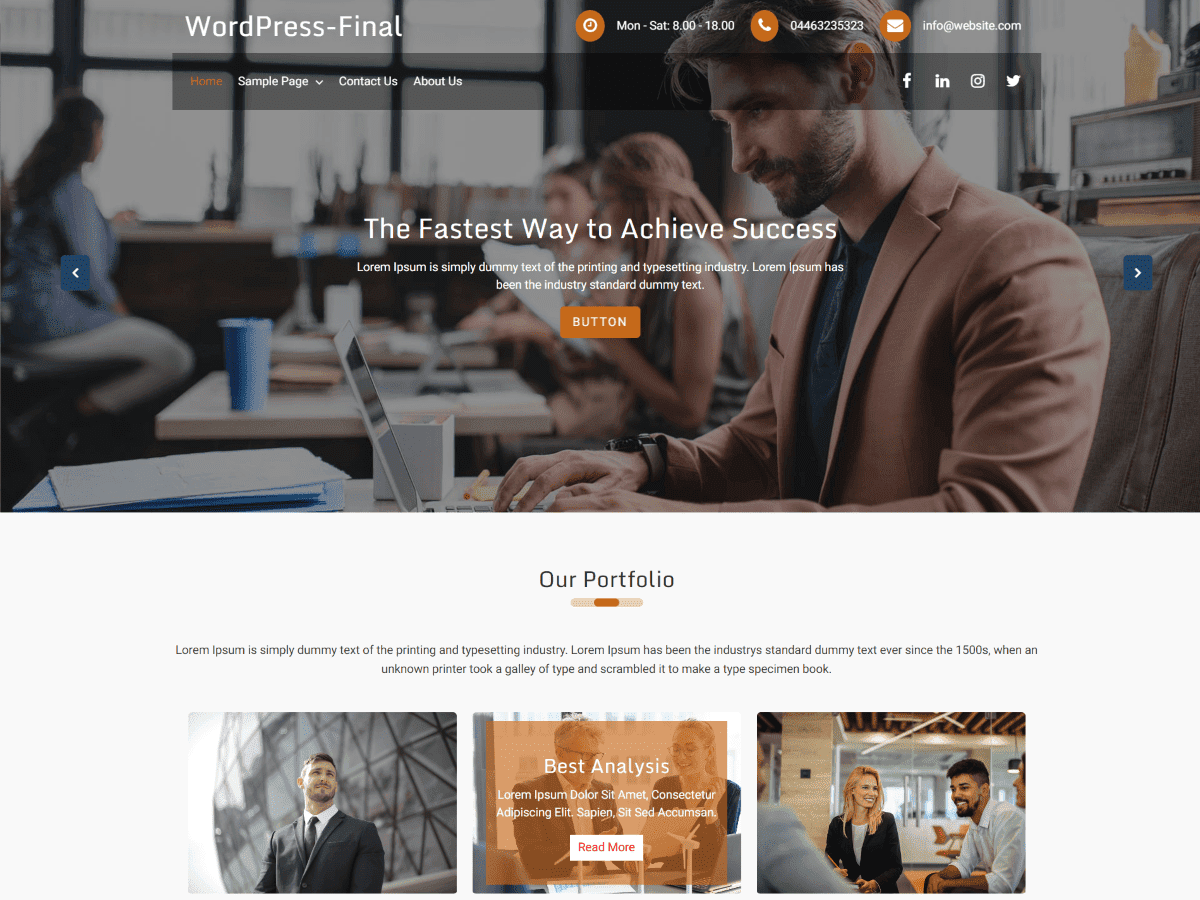 WordPress-Final
Mon - Sat: 8.00 - 18.00
04463235323
info@website.com
Home
Sample Page
Contact Us
About Us
The Fastest Way to Achieve Success
Lorem Ipsum is simply dummy text of the printing and typesetting industry. Lorem Ipsum has
been the industry standard dummy text.
BUTTON
Our Portfolio
Lorem Ipsum is simply dummy text of the printing and typesetting industry. Lorem Ipsum has been the industrys standard dummy text ever since the 1500s, when an
unknown printer took a galley of type and scrambled it to make a type specimen book.
Best Analysis
Lorem Ipsum Dolor Sit Amet, Consectetur
Adipiscing Elit. Sapien, Sit Sed Accumsan.
Read More